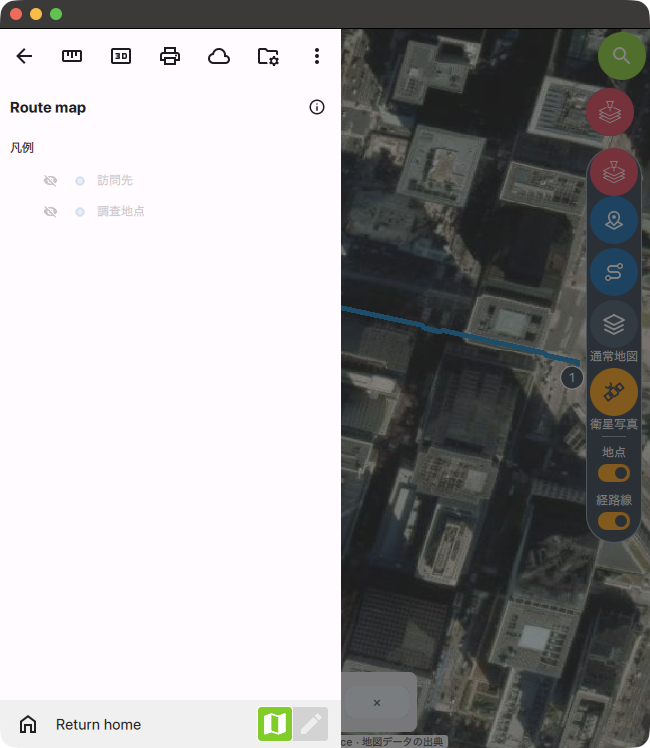 3D
Route map
凡例
訪問先
調査地点
1
通常地図
衛星写真
地点
経路線
×
ce - 地図データの出典
Return home